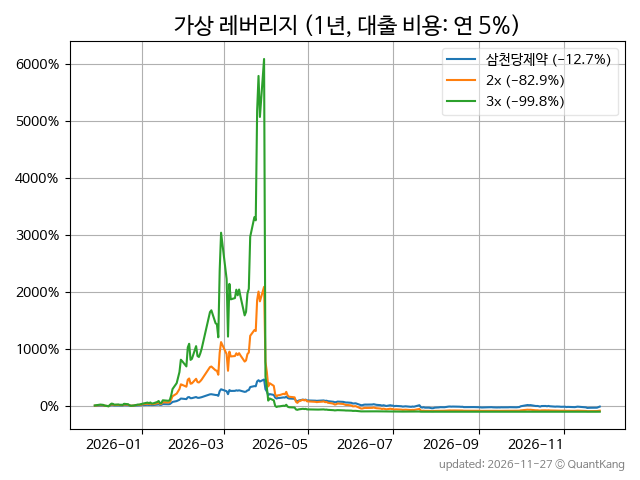 가상 레버리지 (1년, 대출 비용: 연 5%)
삼천당제약 (-12.7%)
2x (-82.9%)
3x (-99.8%)
6000%
5000%
4000%
3000%
2000%
1000%
0%
2026-01 2026-03 2026-05 2026-07 2026-09 2026-11
updated: 2026-11-27 © QuantKang